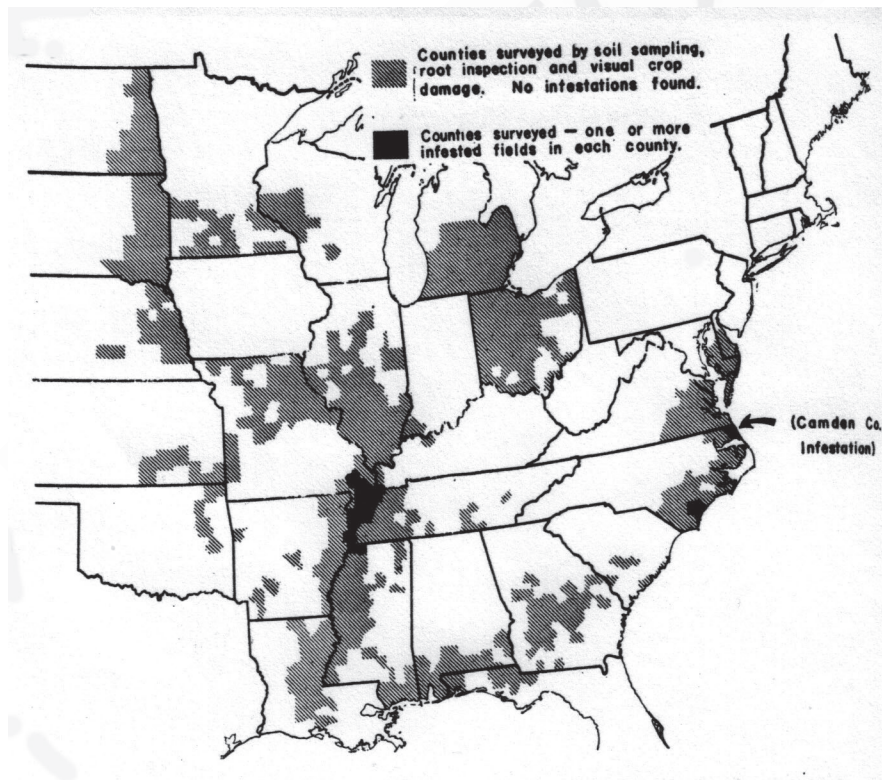 Counties surveyed by soil sampling,
root inspection and visual crop
damage. No infestations found.
Counties surveyed — one or more
infested fields in each county.
(Camden Co.
Infestation)